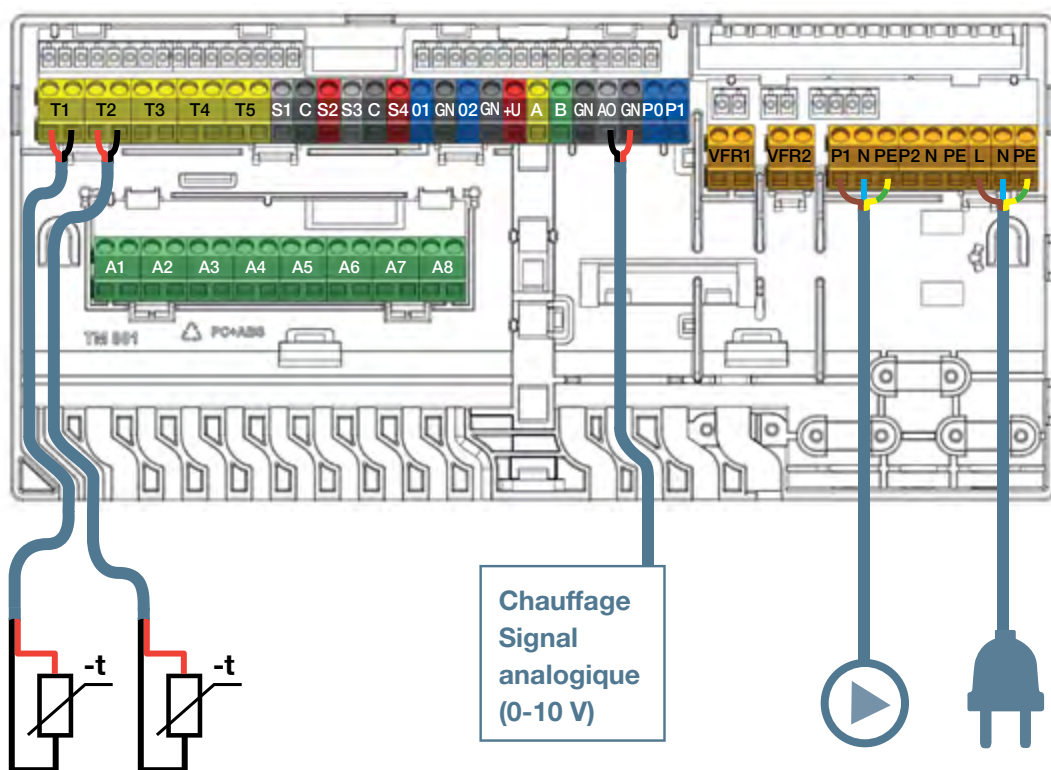 T1 T2 T3 T4 T5 S1 C S2 S3 C S4 01 GN 02 GN +U A B GN AO GN P0 P1
VFR1 VFR2 P1 N PE P2 N PE L N PE
A1 A2 A3 A4 A5 A6 A7 A8
TM 801 PC+ABS
Chauffage
Signal
analogique
(0-10 V)
-t -t